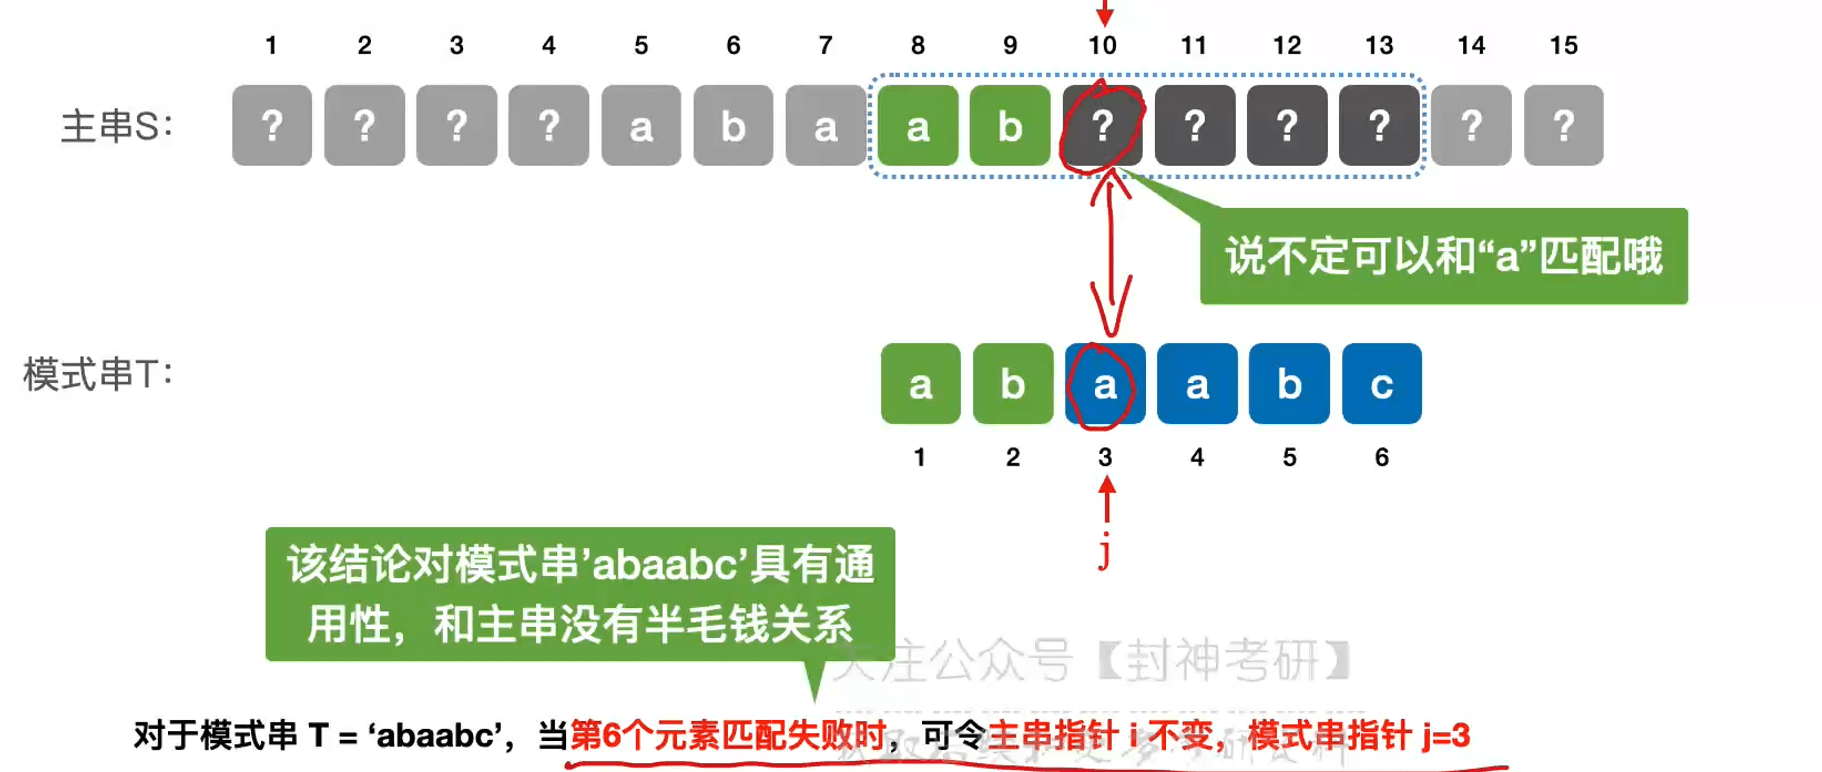 1 2 3 4 5 6 7 8 9 10 11 12 13 14 15
主串S: ? ? ? ? a b a a b ? ? ? ? ? ?
说不定可以和“a”匹配哦
模式串T: a b a a b c
1 2 3 4 5 6
j
该结论对模式串’abaabc’具有通
用性，和主串没有半毛钱关系
关注公众号【封神考研】
对于模式串 T = ‘abaabc’，当第6个元素匹配失败时，可令主串指针 i 不变，模式串指针 j=3